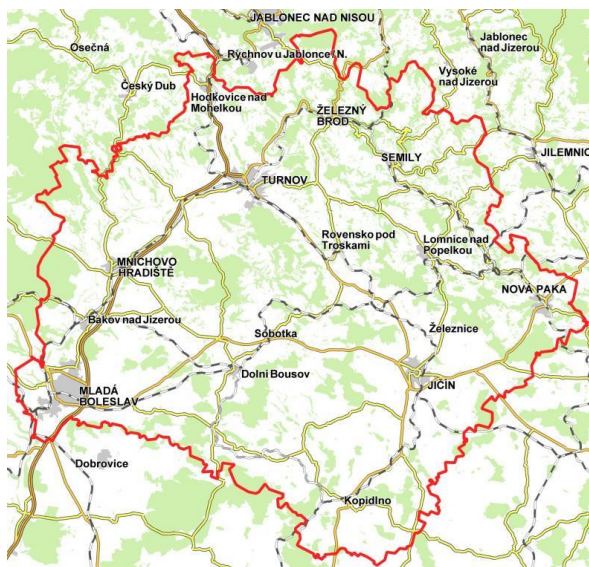 JABLONEC NAD NISOU
Jablonec
nad Jizerou
Osečná
Rychnov u Jablonce /N.
Vysoké
nad Jizerou
Český Dub
Hodkovice nad
Mohelkou
ŽELEZNÝ
BROD
SEMILY
JILEMNIC
TURNOV
Rovensko pod
Troskami
Lomnice nad
Popelkou
MNICHOVO
HRADIŠTĚ
NOVÁ PAKA
Bakov nad Jizerou
Sobotka
Železnice
Dolní Bousov
JIČÍN
MLADÁ
BOLESLAV
Dobrovice
Kopidlno